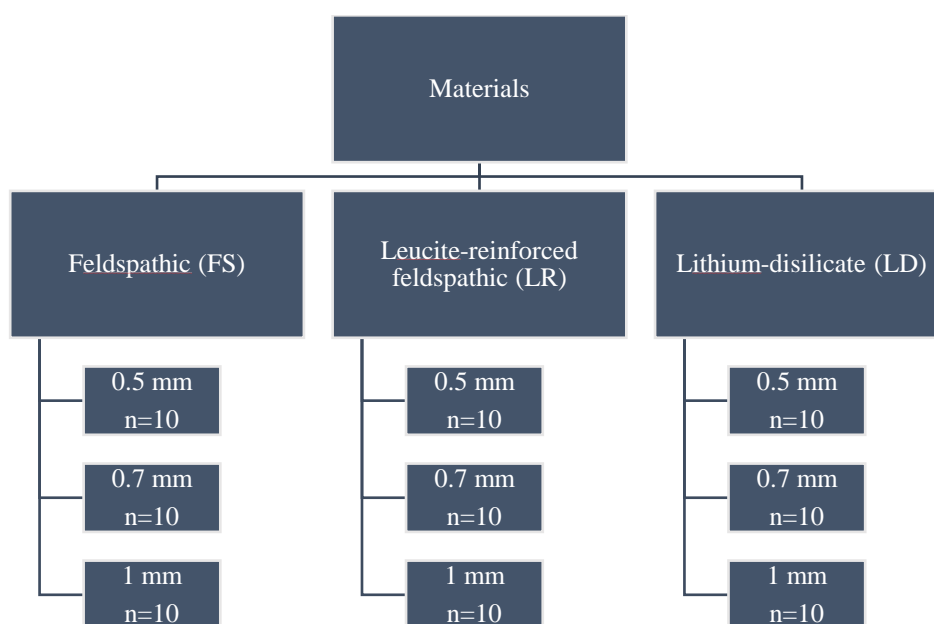 Materials
Feldspathic (FS)
0.5 mm
n=10
0.7 mm
n=10
1 mm
n=10
Leucite-reinforced
feldspathic (LR)
0.5 mm
n=10
0.7 mm
n=10
1 mm
n=10
Lithium-disilicate (LD)
0.5 mm
n=10
0.7 mm
n=10
1 mm
n=10